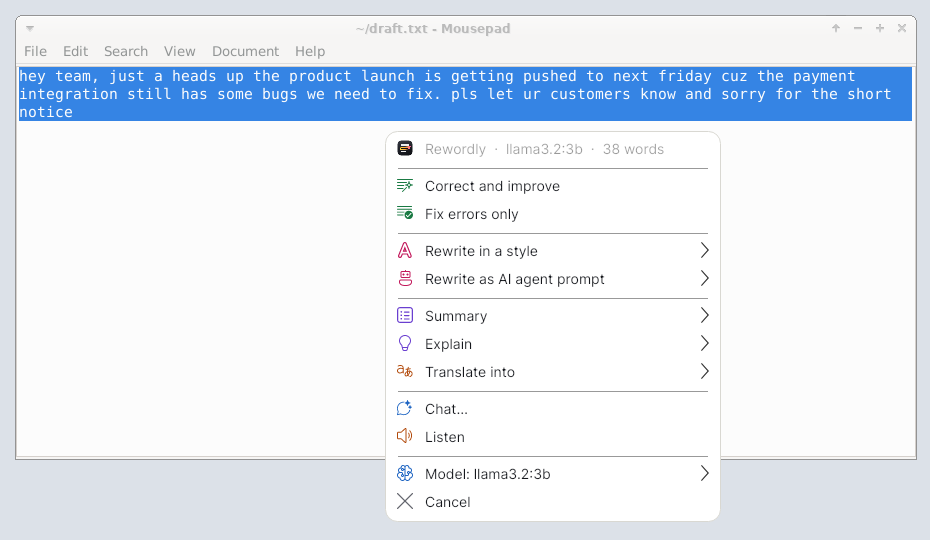 ~/draft.txt - Mousepad
File Edit Search View Document Help
hey team, just a heads up the product launch is getting pushed to next friday cuz the payment
integration still has some bugs we need to fix. pls let ur customers know and sorry for the short
notice
Rewordly · llama3.2:3b · 38 words
Correct and improve
Fix errors only
Rewrite in a style
Rewrite as AI agent prompt
Summary
Explain
Translate into
Chat...
Listen
Model: llama3.2:3b
Cancel